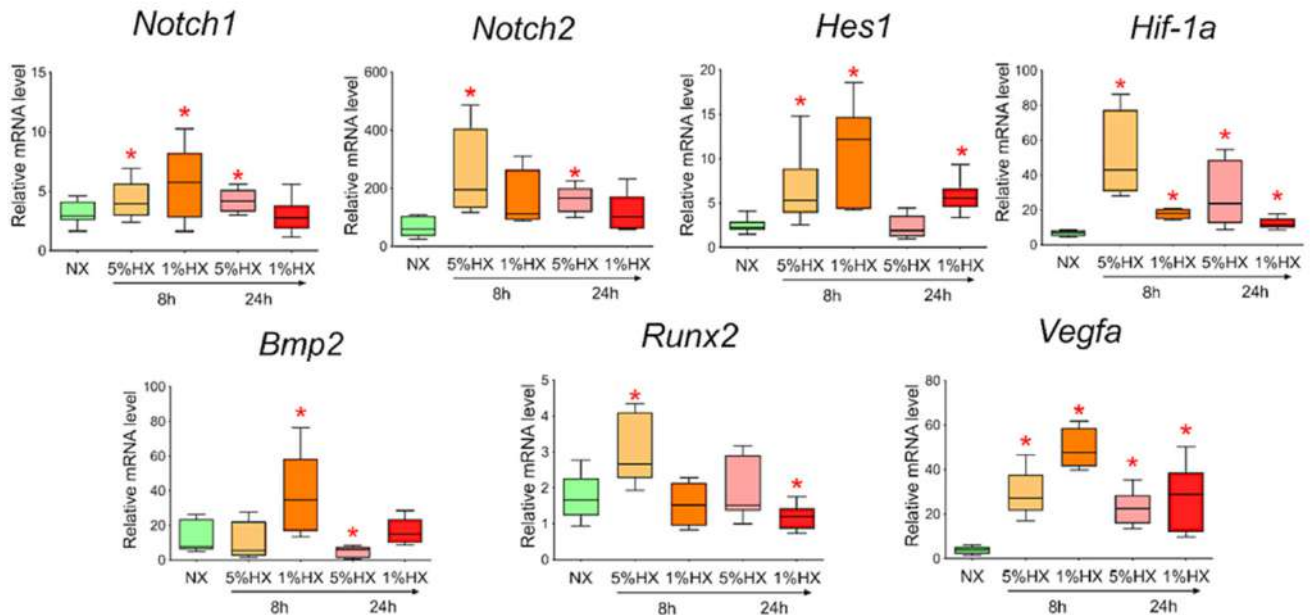 Notch1
Notch2
Hes1
Hif-1a
Relative mRNA level
15
10
5
0
*
*
*
NX 5%HX 1%HX 5%HX 1%HX
8h 24h
Relative mRNA level
600
400
200
0
*
*
NX 5%HX 1%HX 5%HX 1%HX
8h 24h
Relative mRNA level
20
15
10
5
0
*
*
*
NX 5%HX 1%HX 5%HX 1%HX
8h 24h
Relative mRNA level
100
80
60
40
20
0
*
*
*
*
NX 5%HX 1%HX 5%HX 1%HX
8h 24h
Bmp2
Runx2
Vegfa
Relative mRNA level
100
80
60
40
20
0
*
*
NX 5%HX 1%HX 5%HX 1%HX
8h 24h
Relative mRNA level
5
4
3
2
1
0
*
*
NX 5%HX 1%HX 5%HX 1%HX
8h 24h
Relative mRNA level
80
60
40
20
0
*
*
*
*
NX 5%HX 1%HX 5%HX 1%HX
8h 24h